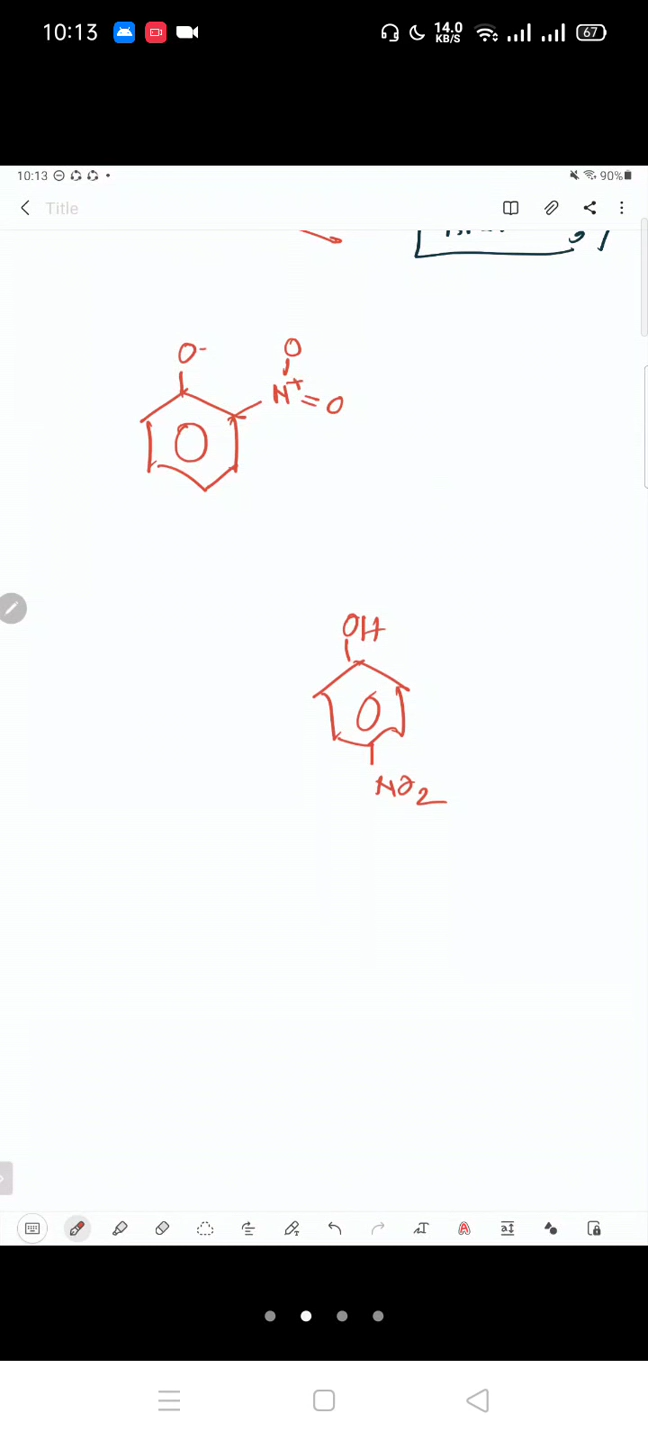 10:13 14.0 KB/S 67
10:13 90%
Title
O-
O
N+=O
O
OH
O
NO2